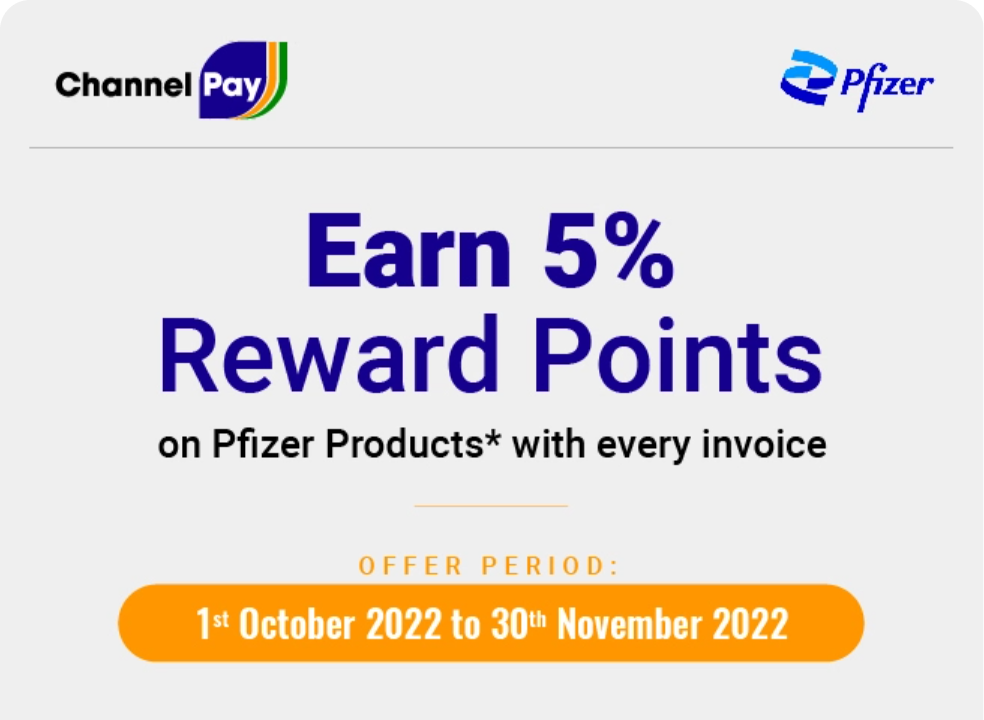 Channel Pay
Pfizer
Earn 5%
Reward Points
on Pfizer Products* with every invoice
OFFER PERIOD:
1st October 2022 to 30th November 2022